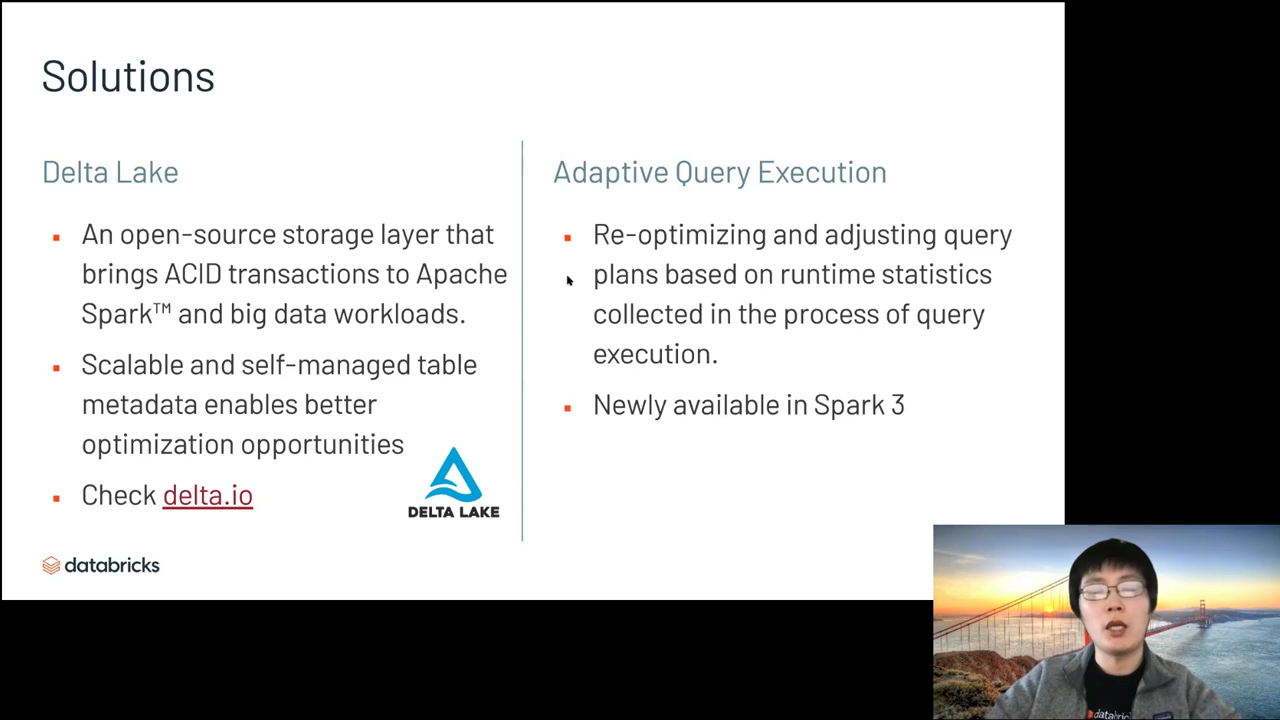 Solutions
Delta Lake
▪ An open-source storage layer that
brings ACID transactions to Apache
Spark™ and big data workloads.
▪ Scalable and self-managed table
metadata enables better
optimization opportunities
▪ Check delta.io
DELTA LAKE
databricks
Adaptive Query Execution
▪ Re-optimizing and adjusting query
plans based on runtime statistics
collected in the process of query
execution.
▪ Newly available in Spark 3